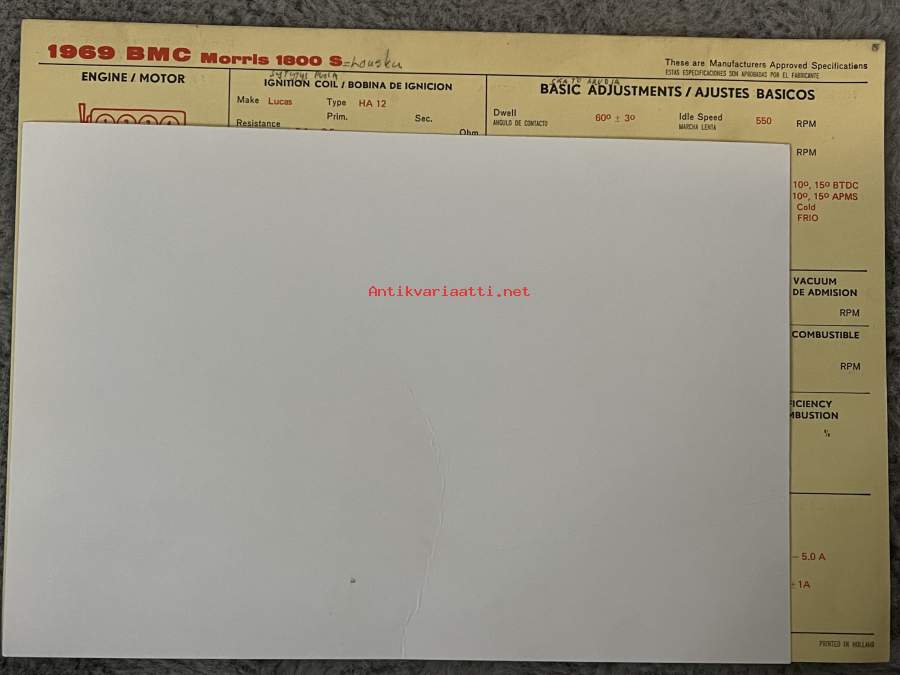 1969 BMC Morris 1800 S =housku
These are Manufacturers Approved Specifications
ESTAS ESPECIFICACIONES SON APROBADAS POR EL FABRICANTE
ENGINE / MOTOR
IGNITION COIL / BOBINA DE IGNICION
Make Lucas Type HA 12
Prim. Sec.
Resistance
Ohm
BASIC ADJUSTMENTS / AJUSTES BASICOS
Dwell 60º ± 3º Idle Speed 550 RPM
ANGULO DE CONTACTO MARCHA LENTA
RPM
10º, 15º BTDC
10º, 15º APMS
Cold
FRIO
VACUUM
DE ADMISION
RPM
COMBUSTIBLE
RPM
%
5.0 A
± 1A
PRINTED IN HOLLAND
Antikvariaatti.net